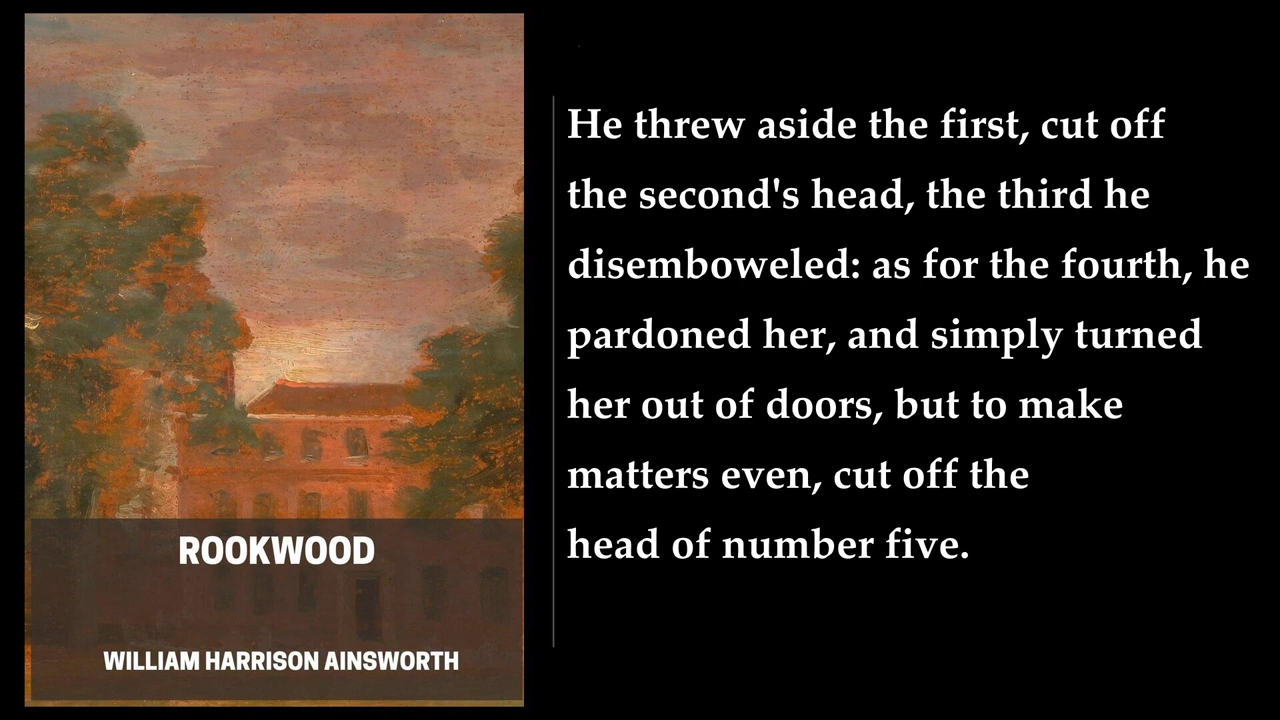 ROOKWOOD
WILLIAM HARRISON AINSWORTH
He threw aside the first, cut off
the second's head, the third he
disemboweled: as for the fourth, he
pardoned her, and simply turned
her out of doors, but to make
matters even, cut off the
head of number five.